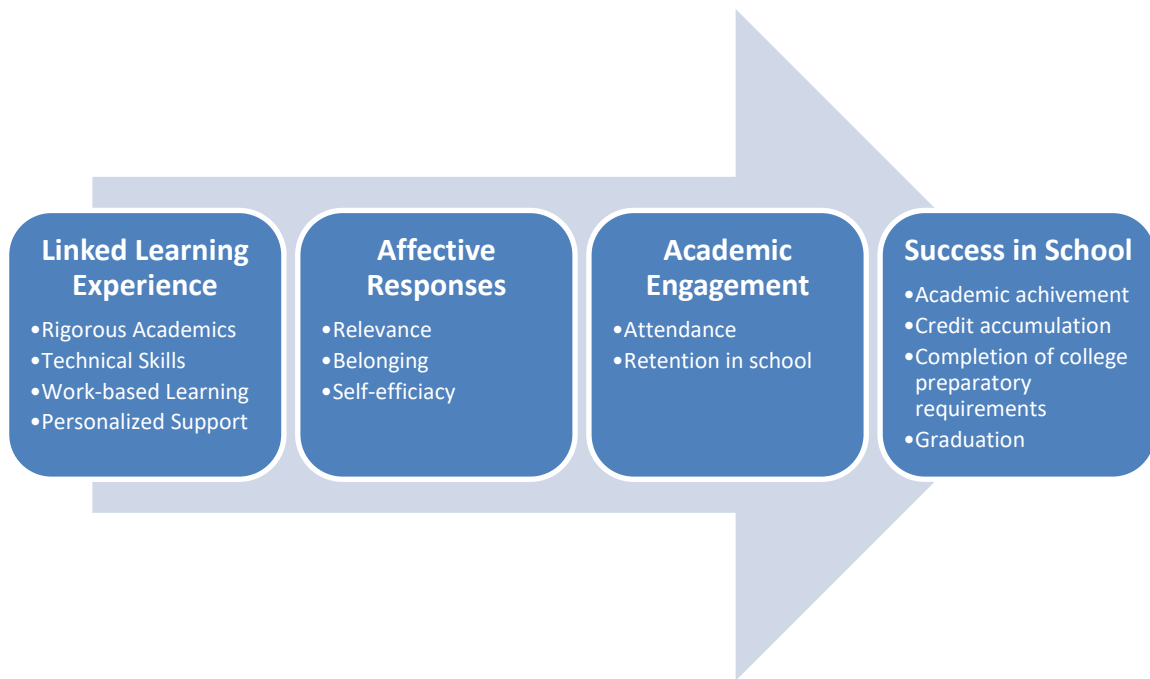 Linked Learning
Experience
•Rigorous Academics
•Technical Skills
•Work-based Learning
•Personalized Support
Affective
Responses
•Relevance
•Belonging
•Self-efficiacy
Academic
Engagement
•Attendance
•Retention in school
Success in School
•Academic achivement
•Credit accumulation
•Completion of college
preparatory
requirements
•Graduation